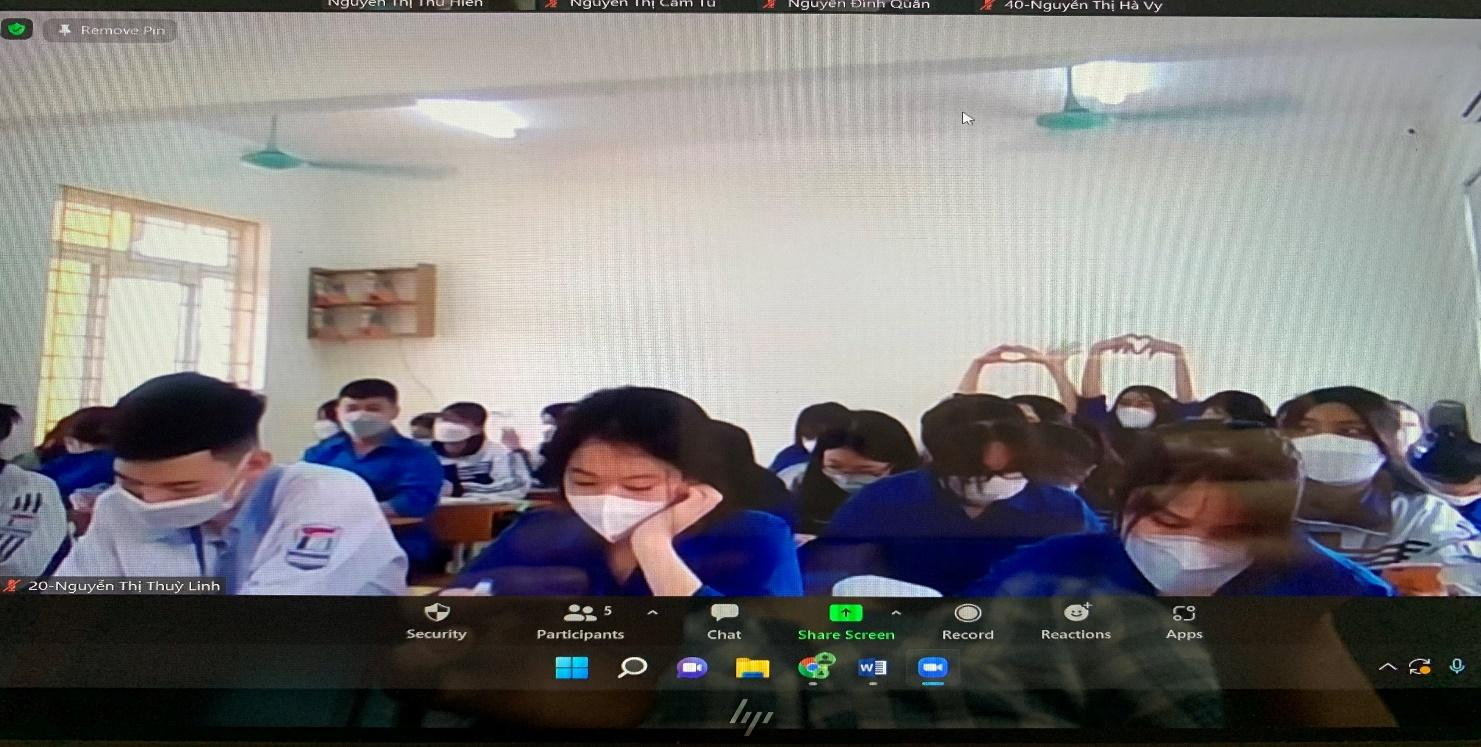 Nguyễn Thị Thu Hiền
Nguyễn Thị Cẩm Tú
Nguyễn Đình Quân
40-Nguyễn Thị Hà Vy
Remove Pin
20-Nguyễn Thị Thuỳ Linh
5
Security
Participants
Chat
Share Screen
Record
Reactions
Apps
W
hp